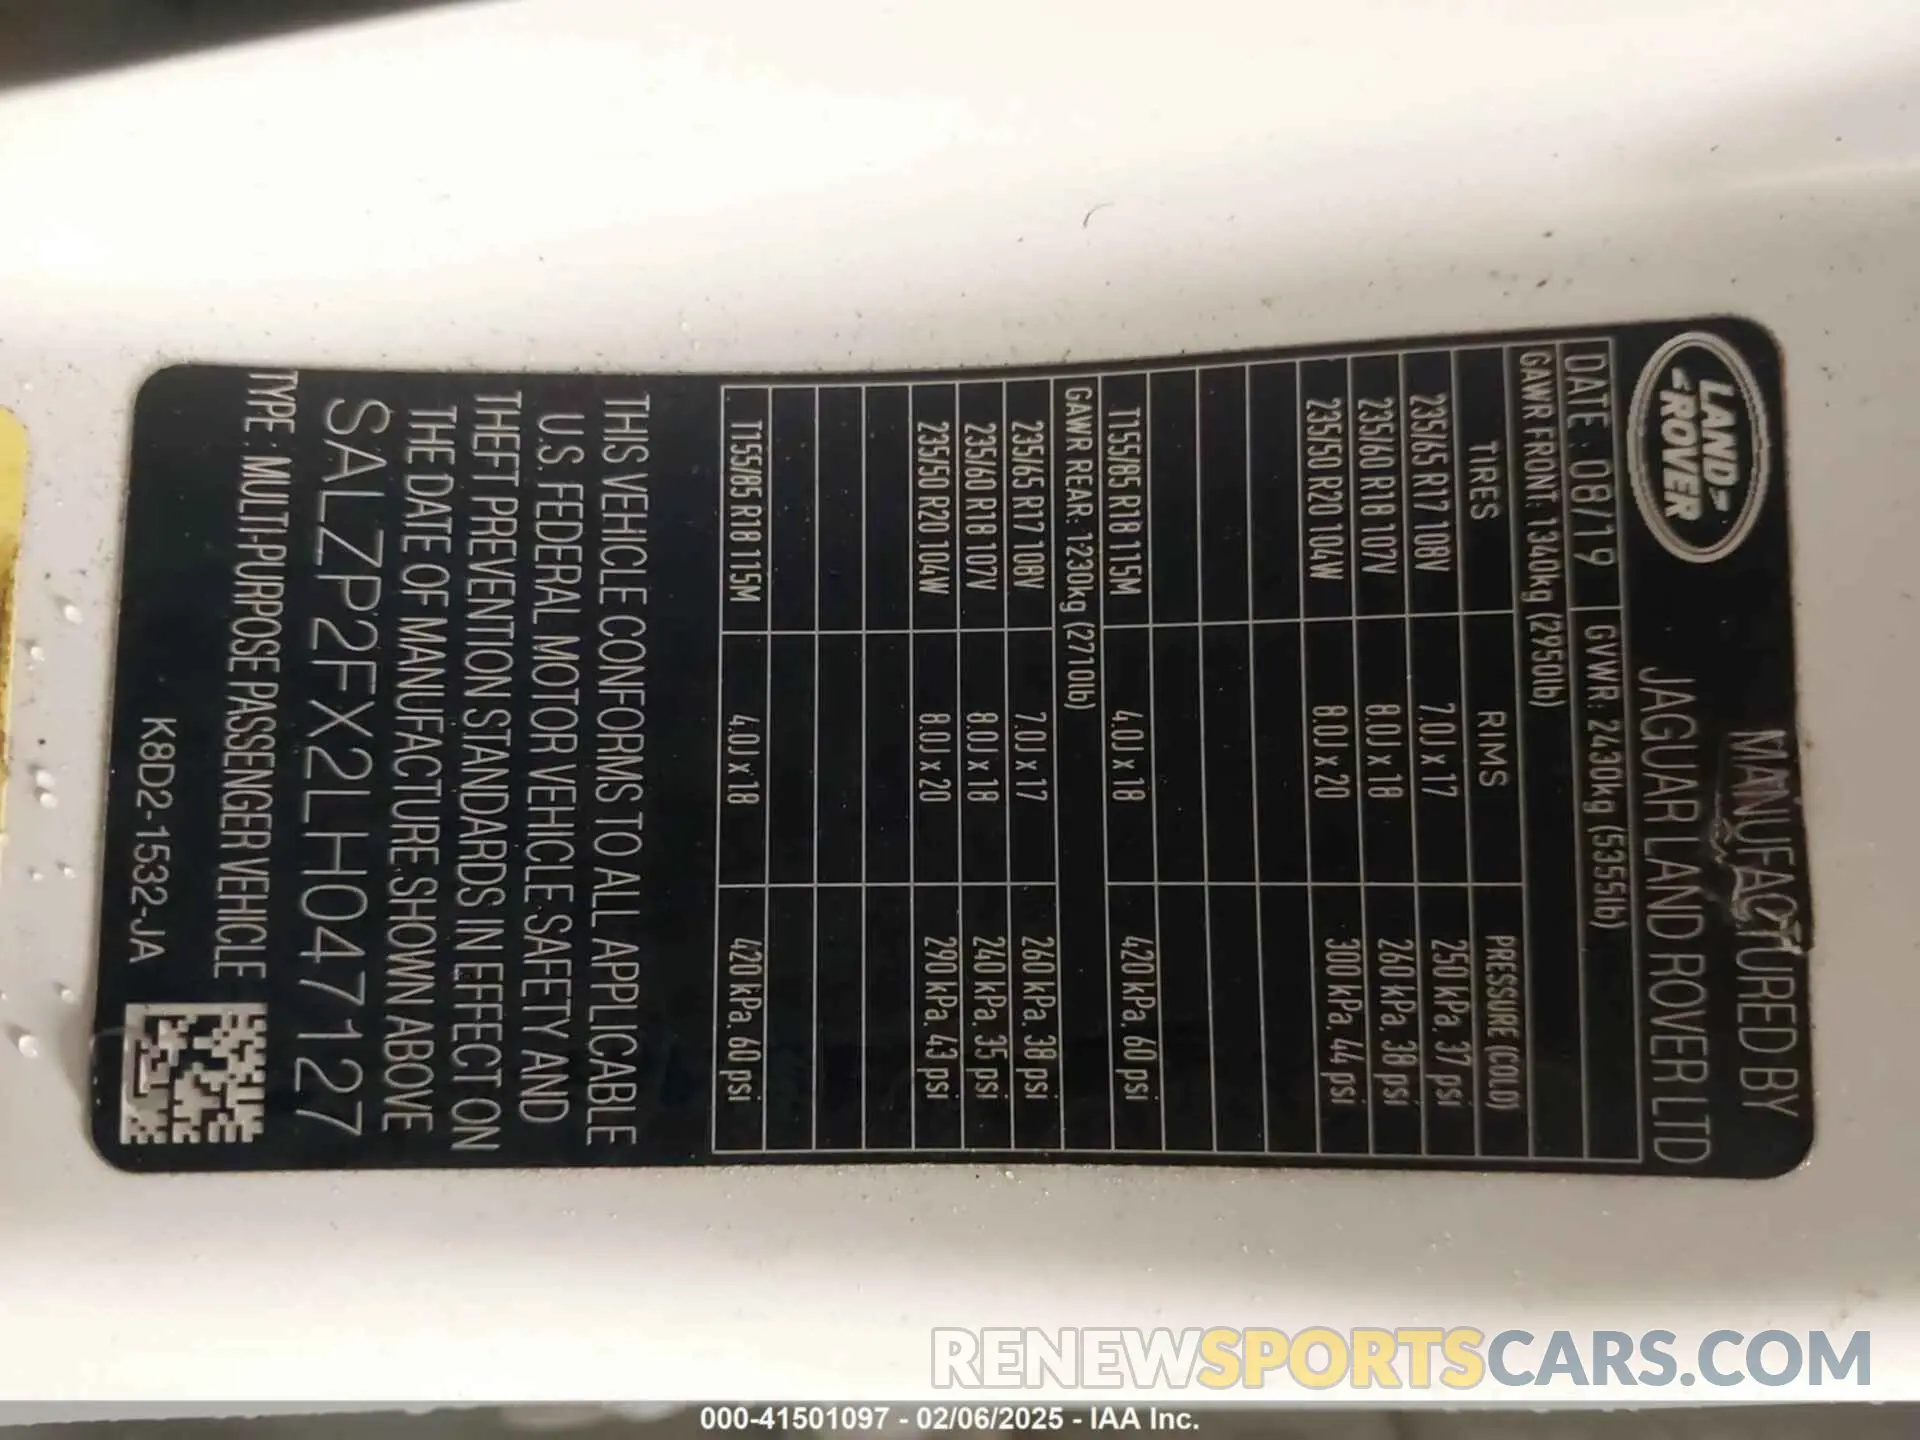 LAND
ROVER
MANUFACTURED BY
JAGUAR LAND ROVER LTD
DATE : 08/19 GVWR: 2430kg (5355lb)
GAWR FRONT: 1340kg (2950lb)
TIRES RIMS PRESSURE (COLD)
235/65 R17 108V 7.0J x 17 250 kPa. 37 psi
235/60 R18 107V 8.0J x 18 260 kPa. 38 psi
235/50 R20 104W 8.0J x 20 300 kPa. 44 psi
T155/85 R18 115M 4.0J x 18 420 kPa. 60 psi
GAWR REAR: 1230kg (2710lb)
235/65 R17 108V 7.0J x 17 260 kPa. 38 psi
235/60 R18 107V 8.0J x 18 240 kPa. 35 psi
235/50 R20 104W 8.0J x 20 290 kPa. 43 psi
T155/85 R18 115M 4.0J x 18 420 kPa. 60 psi
THIS VEHICLE CONFORMS TO ALL APPLICABLE
U.S. FEDERAL MOTOR VEHICLE SAFETY AND
THEFT PREVENTION STANDARDS IN EFFECT ON
THE DATE OF MANUFACTURE SHOWN ABOVE
SALZP2FX2LH047127
TYPE: MULTI-PURPOSE PASSENGER VEHICLE
K8D2-1532-JA
RENEWSPORTSCARS.COM
000-41501097 - 02/06/2025 - IAA Inc.